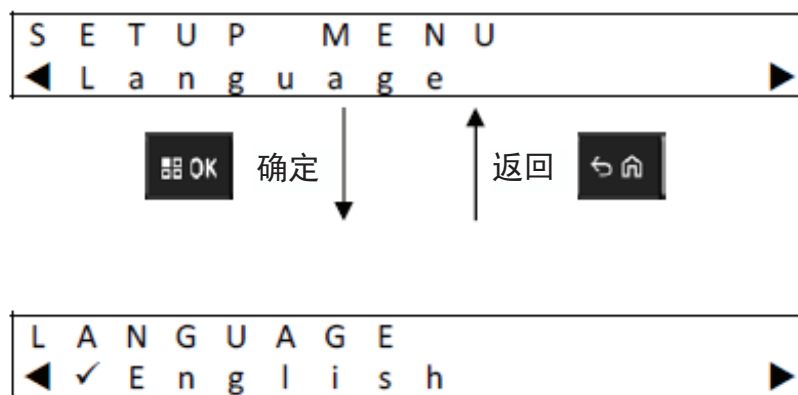 SETUP MENU
◀ Language ▶
OK 确定 返回
LANGUAGE
◀ ✓ English ▶